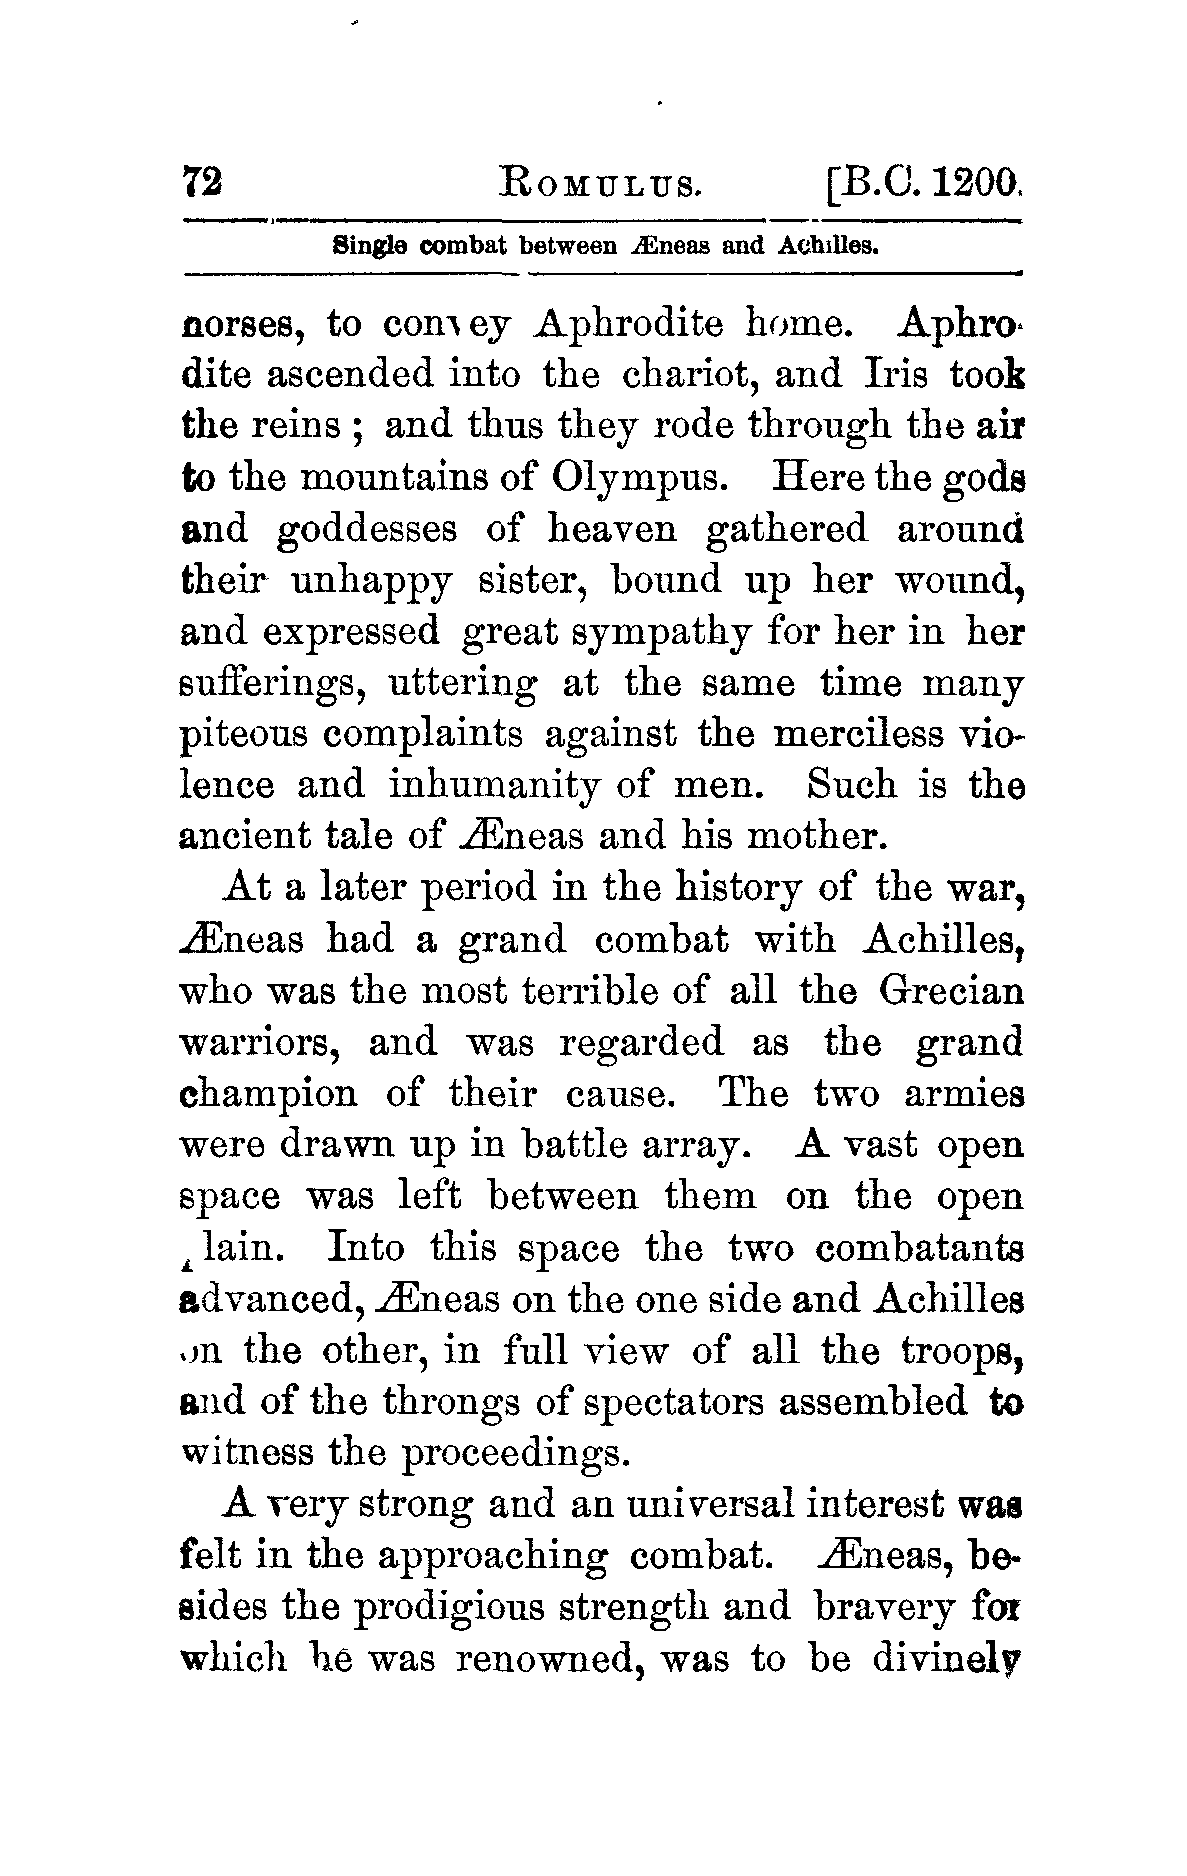 72 ROMULUS. [B.C. 1200.
Single combat between Æneas and Achilles.
horses, to convey Aphrodite home. Aphro-
dite ascended into the chariot, and Iris took
the reins ; and thus they rode through the air
to the mountains of Olympus. Here the gods
and goddesses of heaven gathered around
their unhappy sister, bound up her wound,
and expressed great sympathy for her in her
sufferings, uttering at the same time many
piteous complaints against the merciless vio-
lence and inhumanity of men. Such is the
ancient tale of Æneas and his mother.
At a later period in the history of the war,
Æneas had a grand combat with Achilles,
who was the most terrible of all the Grecian
warriors, and was regarded as the grand
champion of their cause. The two armies
were drawn up in battle array. A vast open
space was left between them on the open
plain. Into this space the two combatants
advanced, Æneas on the one side and Achilles
on the other, in full view of all the troops,
and of the throngs of spectators assembled to
witness the proceedings.
A very strong and an universal interest was
felt in the approaching combat. Æneas, be-
sides the prodigious strength and bravery for
which he was renowned, was to be divinely